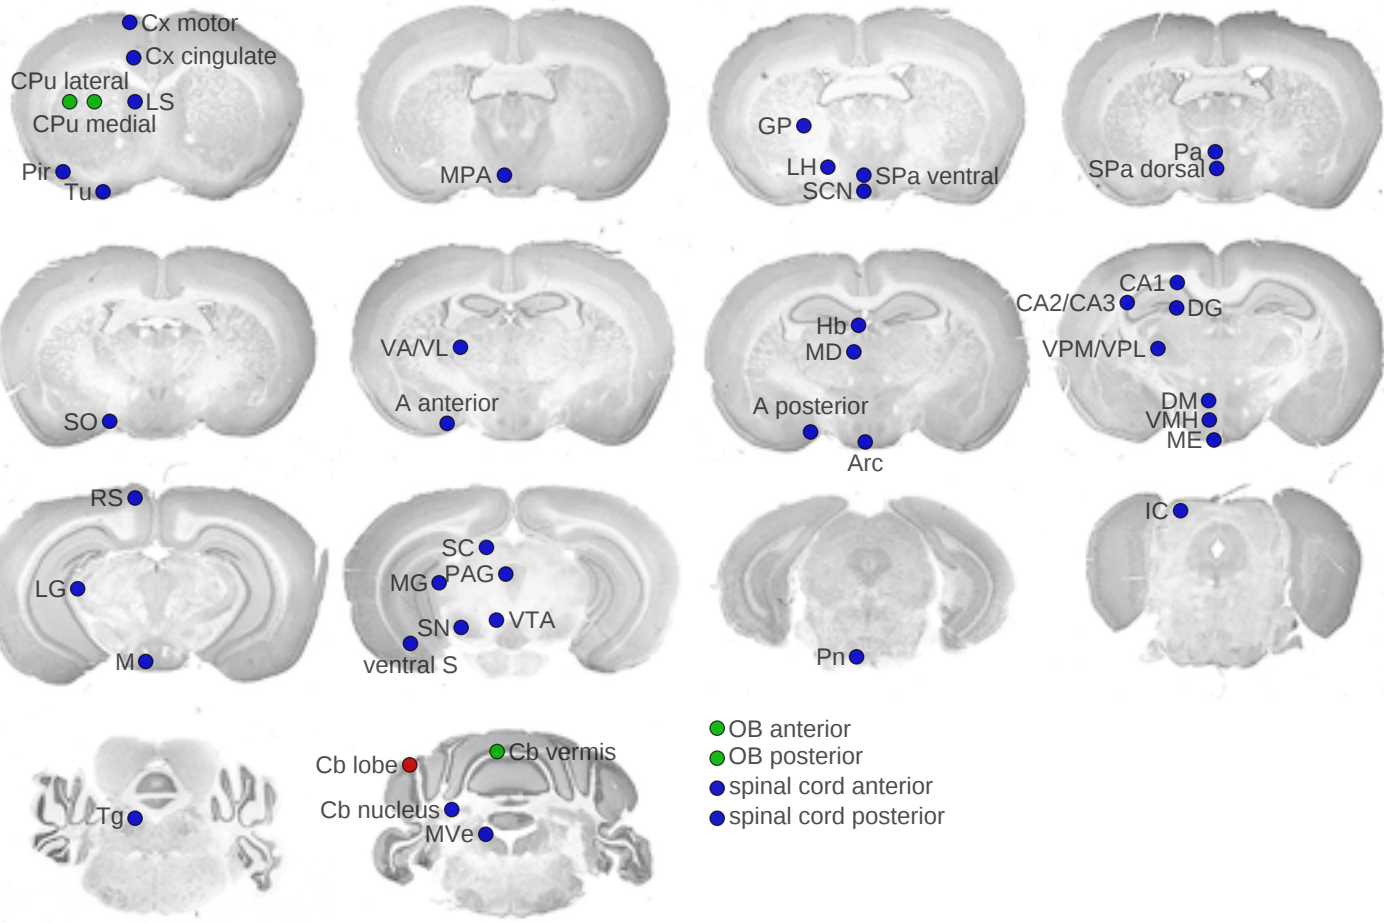 Cx motor
Cx cingulate
CPu lateral
LS
CPu medial
Pir
Tu
MPA
GP
LH
SPa ventral
SCN
Pa
SPa dorsal
SO
VA/VL
A anterior
Hb
MD
A posterior
Arc
CA1
CA2/CA3
DG
VPM/VPL
DM
VMH
ME
RS
LG
M
SC
MG
PAG
SN
VTA
ventral S
Pn
IC
Tg
Cb lobe
Cb vermis
Cb nucleus
MVe
OB anterior
OB posterior
spinal cord anterior
spinal cord posterior